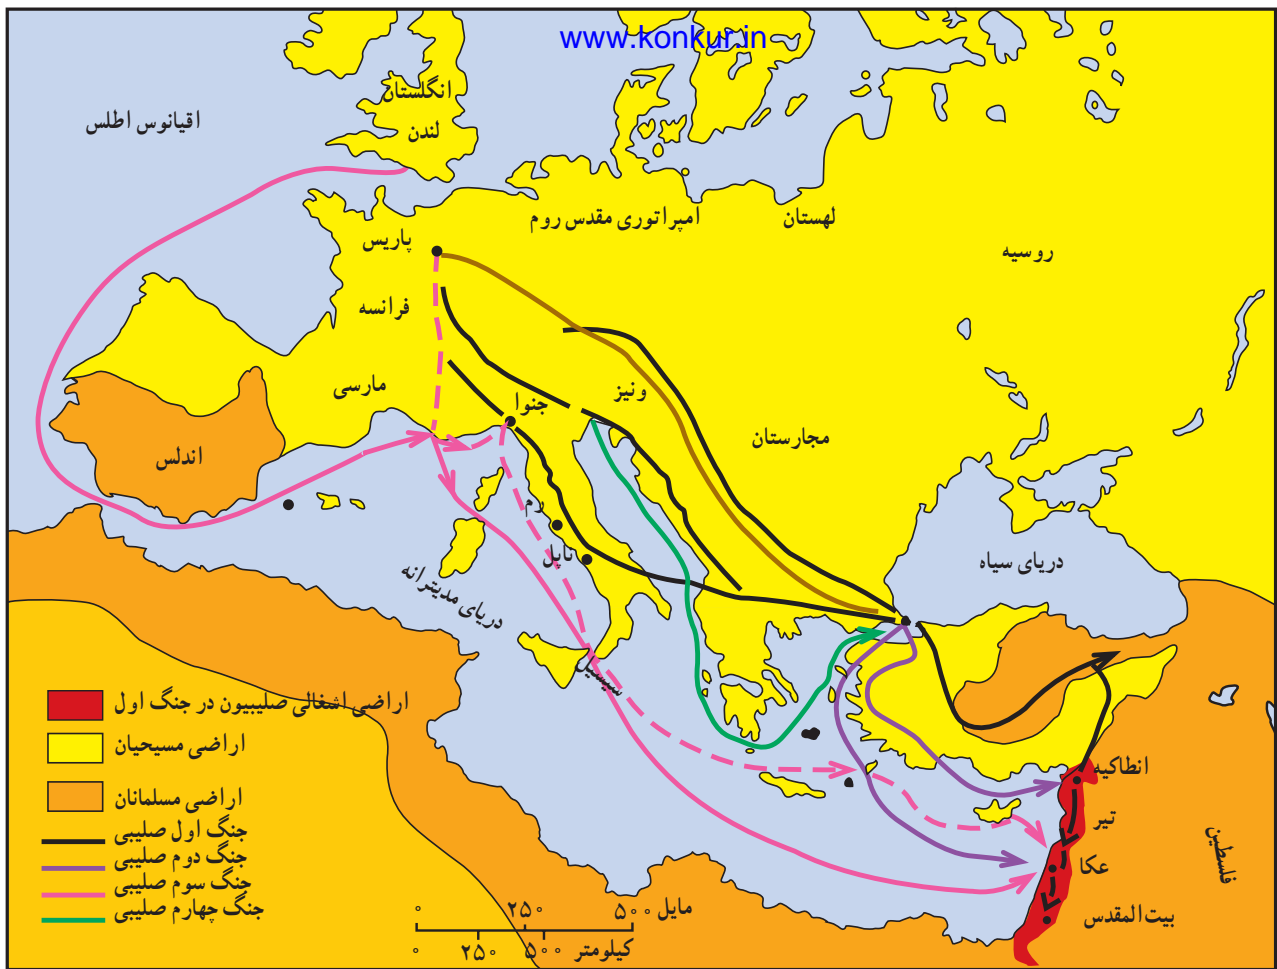 www.konkur.in
انگلستان
لندن
اقیانوس اطلس
پاریس
امپراتوری مقدس روم
لهستان
روسیه
فرانسه
مارسی
جنوا
ونیز
مجارستان
اندلس
رم
ناپل
دریای سیاه
دریای مدیترانه
سیسیل
انطاکیه
تیر
عکا
فلسطین
بیت المقدس
اراضی اشغالی صلیبیون در جنگ اول
اراضی مسیحیان
اراضی مسلمانان
جنگ اول صلیبی
جنگ دوم صلیبی
جنگ سوم صلیبی
جنگ چهارم صلیبی
۰ ۲۵۰ ۵۰۰ مایل
۰ ۲۵۰ ۵۰۰ کیلومتر